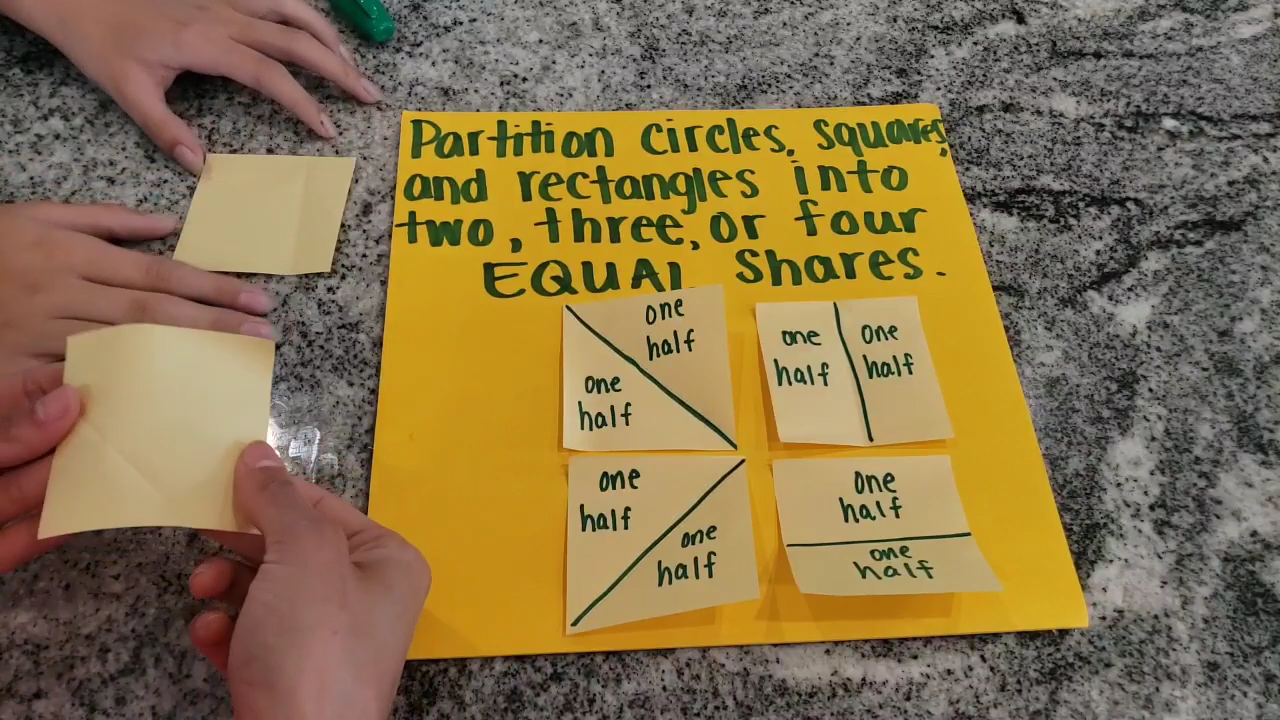 Partition circles, squares,
and rectangles into
two, three, or four
EQUAL shares.
one
half
one
half
one
half
one
half
one
half
one
half
one
half
one
half